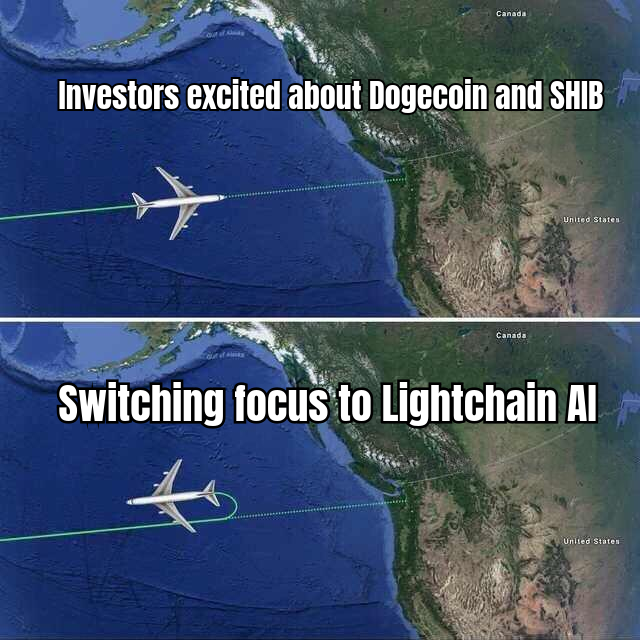 Canada
Gulf of Alaska
Investors excited about Dogecoin and SHIB
United States
Canada
Gulf of Alaska
Switching focus to Lightchain AI
United States